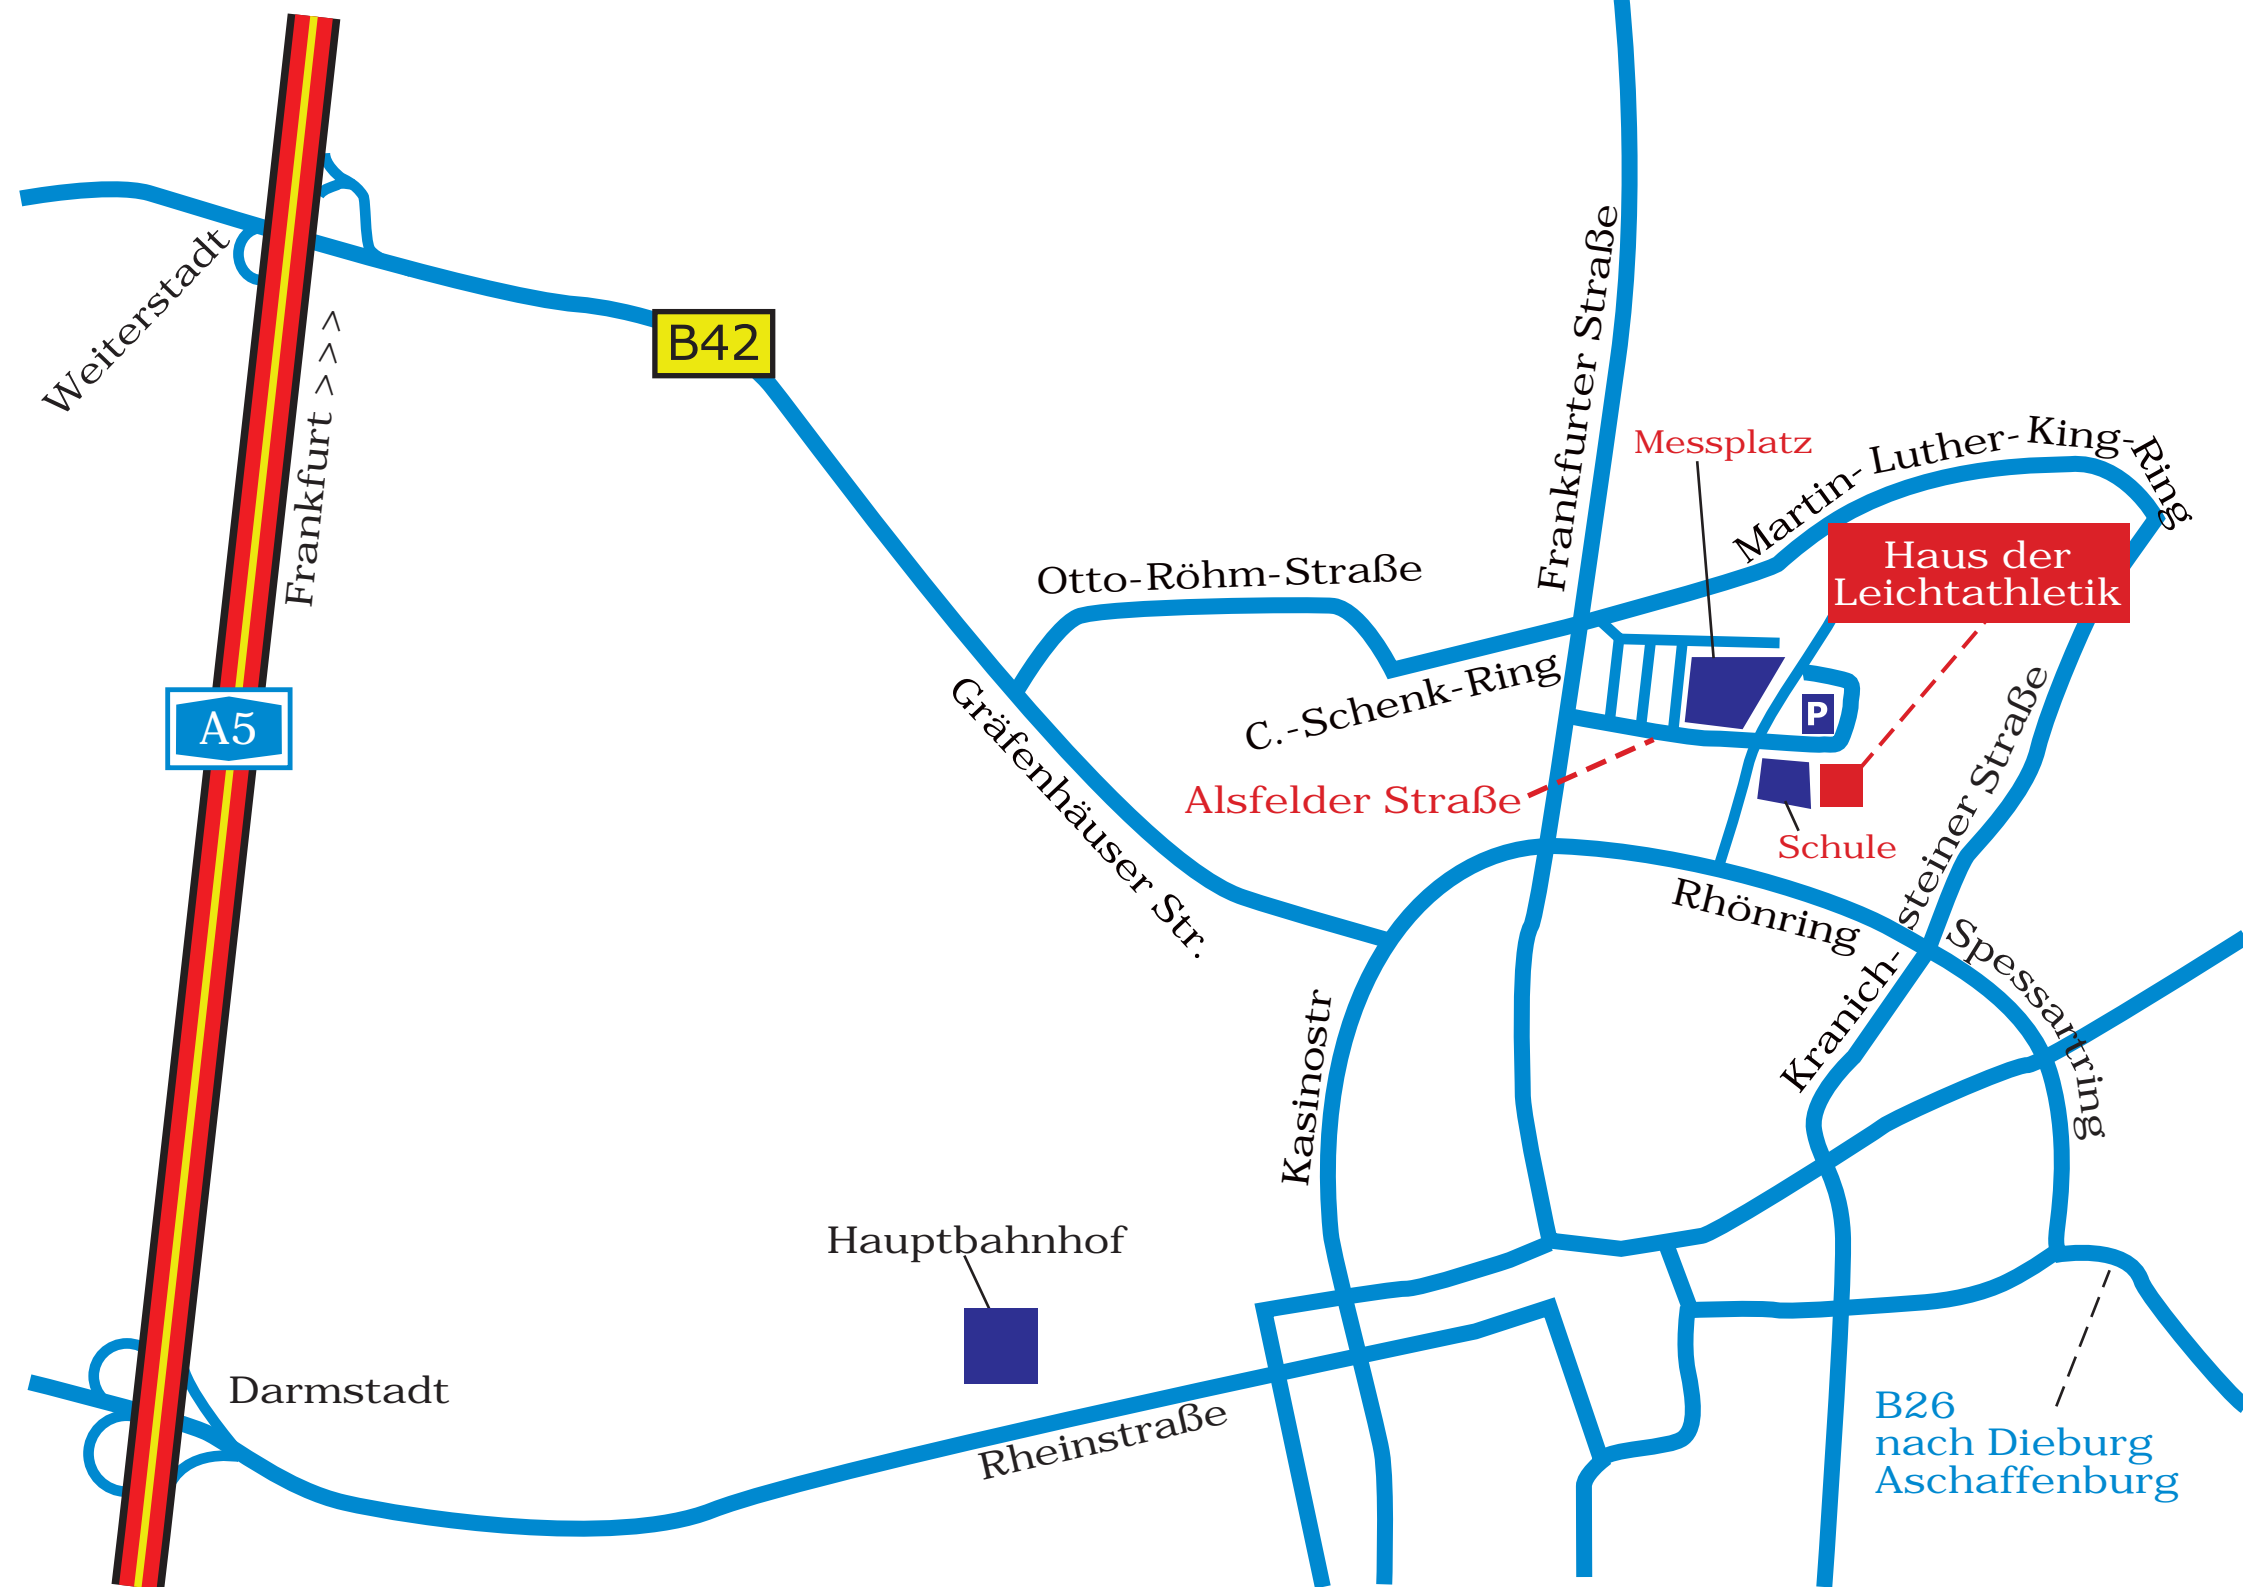 Weiterstadt
Frankfurt >>>
B42
Frankfurter Straße
Messplatz
Martin-Luther-King-Ring
Haus der
Leichtathletik
Otto-Röhm-Straße
C.-Schenk-Ring
A5
Gräfenhäuser Str.
P
Alsfelder Straße
Schule
Kranich-steiner Straße
Rhönring
Spessartring
Kasinostr
Hauptbahnhof
Darmstadt
Rheinstraße
B26
nach Dieburg
Aschaffenburg